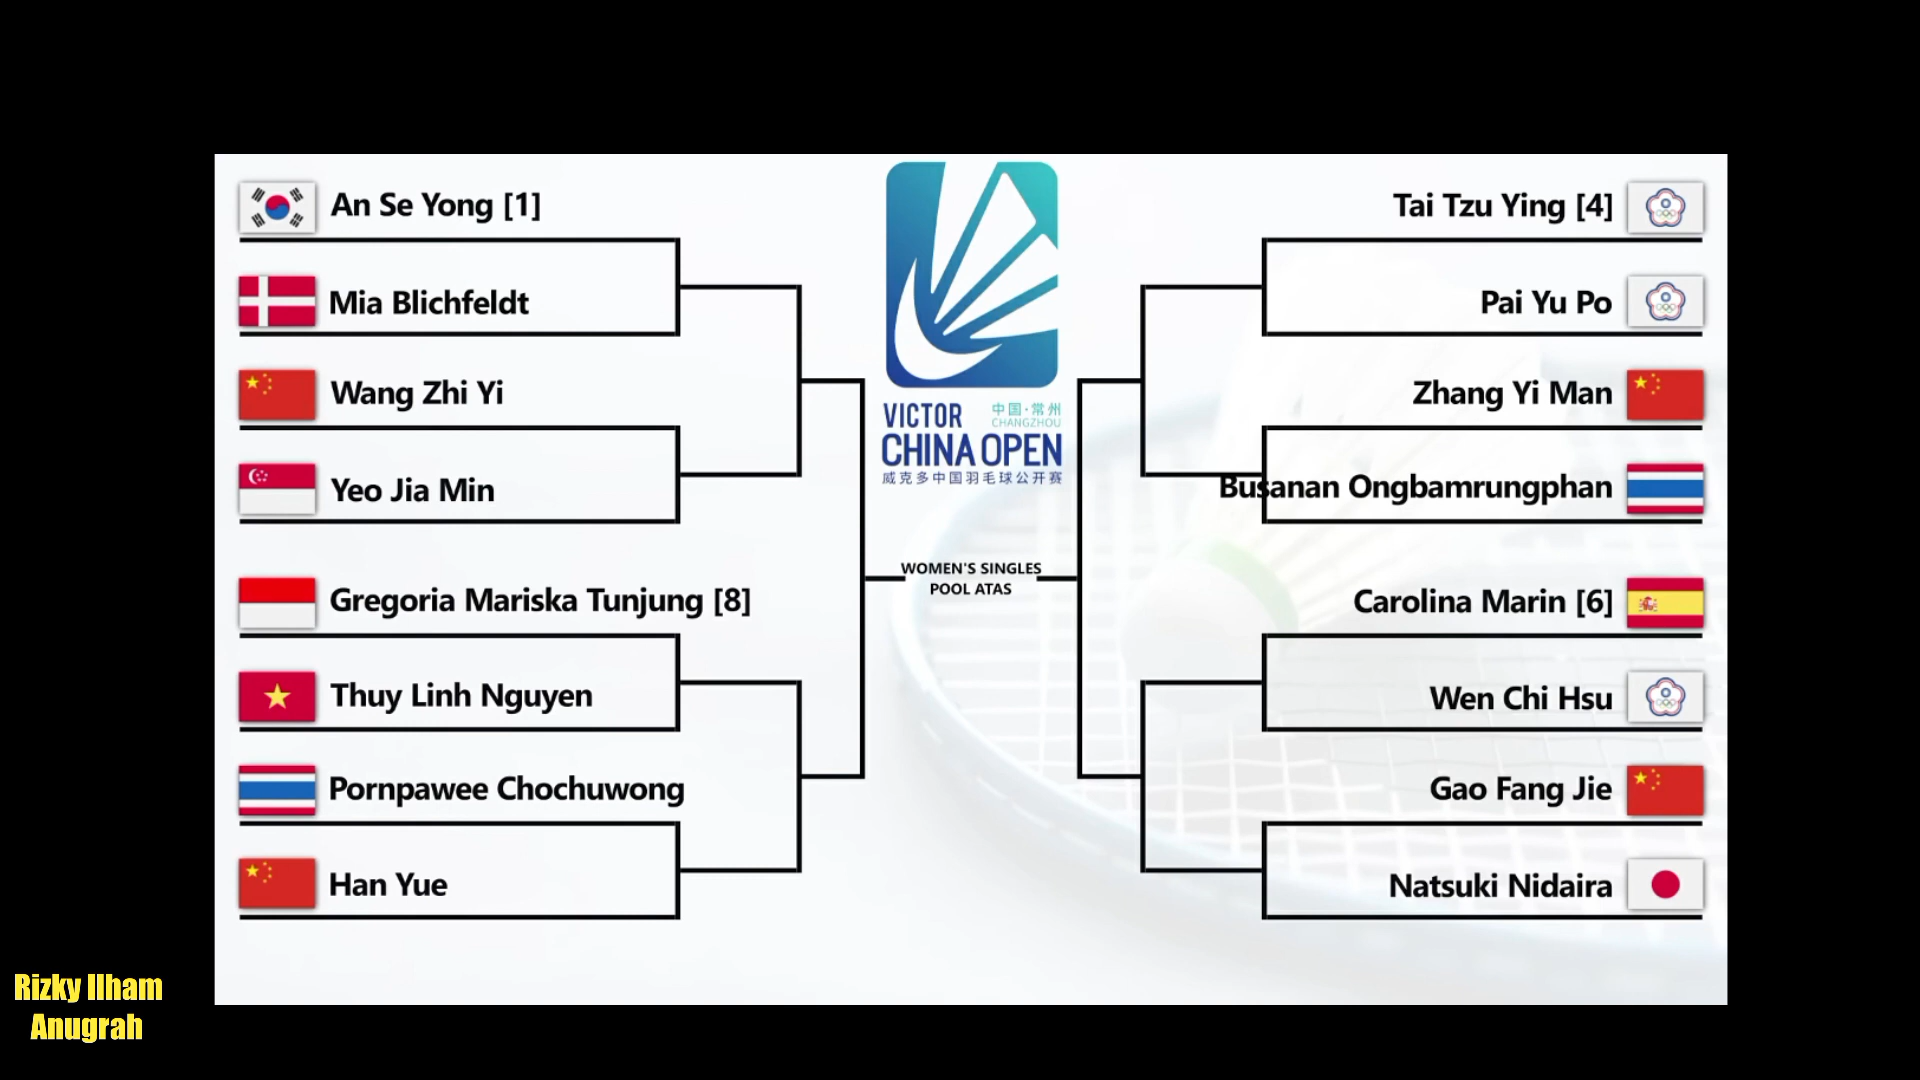 An Se Yong [1]
Mia Blichfeldt
Wang Zhi Yi
Yeo Jia Min
Gregoria Mariska Tunjung [8]
Thuy Linh Nguyen
Pornpawee Chochuwong
Han Yue
VICTOR 中国·常州
CHANGZHOU
CHINA OPEN
威克多中国羽毛球公开赛
WOMEN'S SINGLES
POOL ATAS
Tai Tzu Ying [4]
Pai Yu Po
Zhang Yi Man
Busanan Ongbamrungphan
Carolina Marin [6]
Wen Chi Hsu
Gao Fang Jie
Natsuki Nidaira
Rizky Ilham
Anugrah